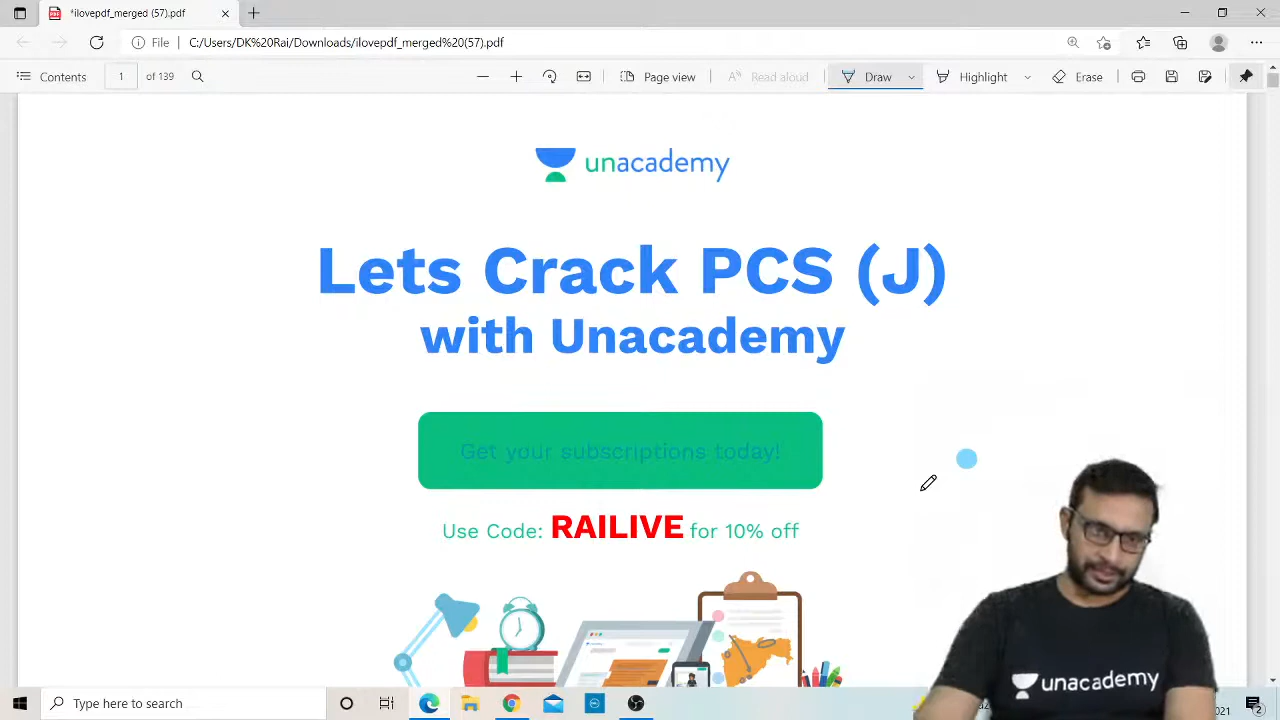 *ilovepdf_merged (57).pdf
File
C:/Users/DK%20Rai/Downloads/ilovepdf_merged%20(57).pdf
Contents
1
of 139
Page view
Read aloud
Draw
Highlight
Erase
unacademy
Lets Crack PCS (J)
with Unacademy
Get your subscriptions today!
Use Code: RAILIVE for 10% off
unacademy
Type here to search
2